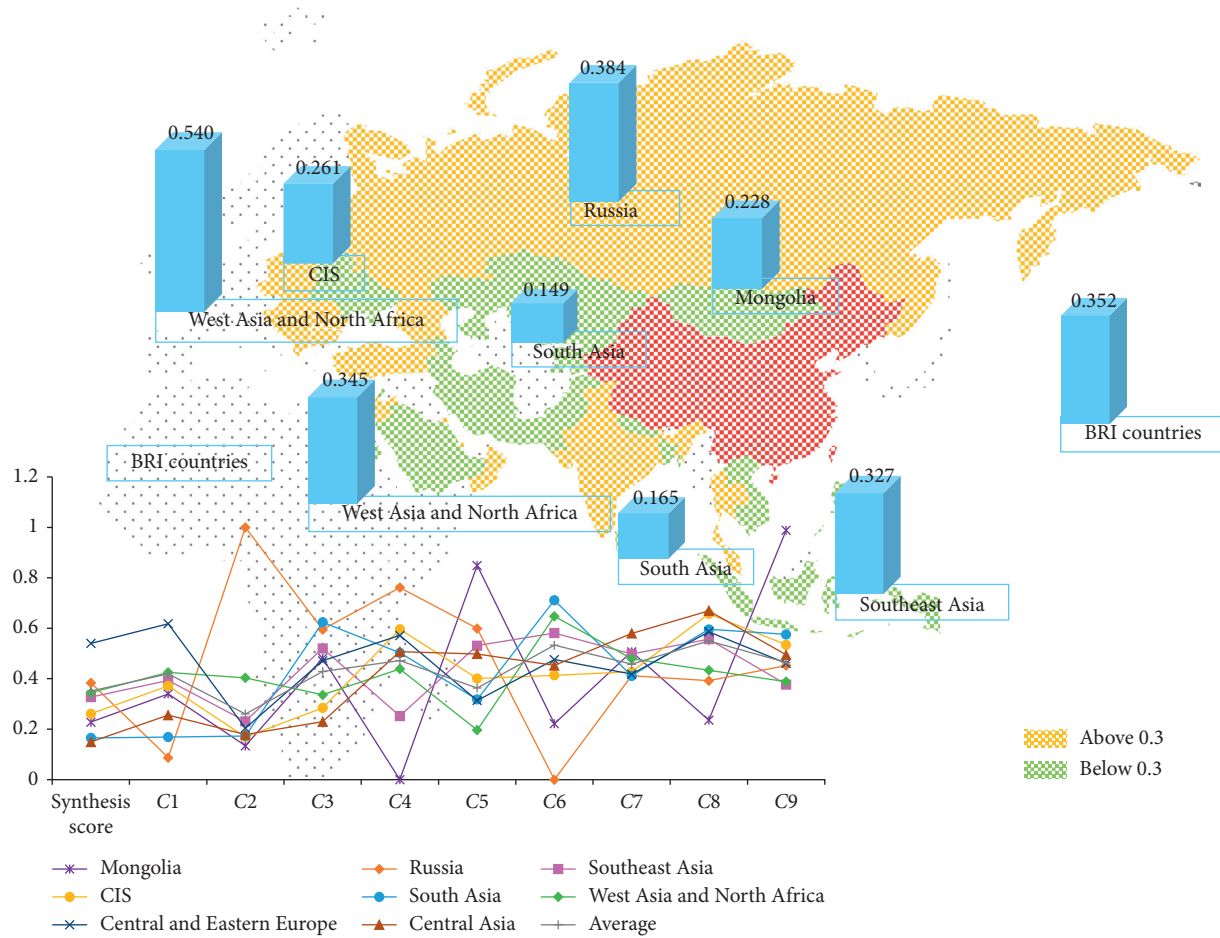 0.384
0.540
0.261
Russia
0.228
CIS
0.149
Mongolia
0.352
West Asia and North Africa
South Asia
0.345
BRI countries
BRI countries
0.327
1.2
0.165
West Asia and North Africa
1
South Asia
0.8
Southeast Asia
0.6
0.4
Above 0.3
0.2
Below 0.3
0
Synthesis score C1 C2 C3 C4 C5 C6 C7 C8 C9
Mongolia Russia Southeast Asia
CIS South Asia West Asia and North Africa
Central and Eastern Europe Central Asia Average